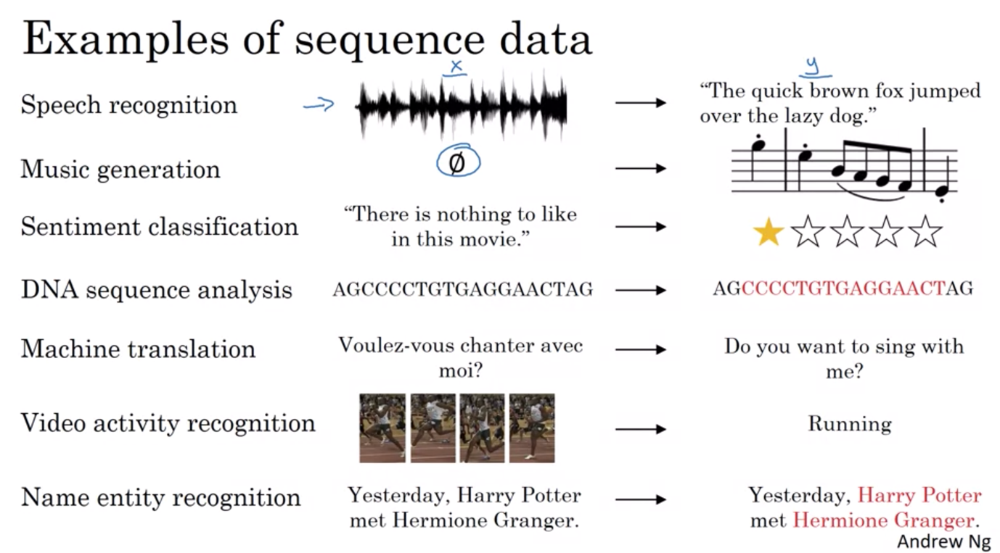 Examples of sequence data
x
y
Speech recognition
“The quick brown fox jumped
over the lazy dog.”
Music generation
∅
Sentiment classification
“There is nothing to like
in this movie.”
DNA sequence analysis
AGCCCCTGTGAGGAACTAG
AGCCCCTGTGAGGAACTAG
Machine translation
Voulez-vous chanter avec
moi?
Do you want to sing with
me?
Video activity recognition
Running
Name entity recognition
Yesterday, Harry Potter
met Hermione Granger.
Yesterday, Harry Potter
met Hermione Granger.
Andrew Ng